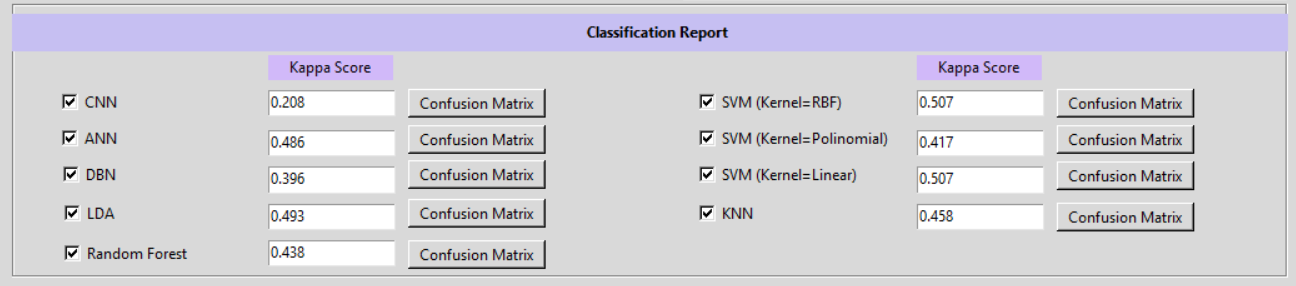 Classification Report
Kappa Score Kappa Score
CNN 0.208 Confusion Matrix SVM (Kernel=RBF) 0.507 Confusion Matrix
ANN 0.486 Confusion Matrix SVM (Kernel=Polinomial) 0.417 Confusion Matrix
DBN 0.396 Confusion Matrix SVM (Kernel=Linear) 0.507 Confusion Matrix
LDA 0.493 Confusion Matrix KNN 0.458 Confusion Matrix
Random Forest 0.438 Confusion Matrix